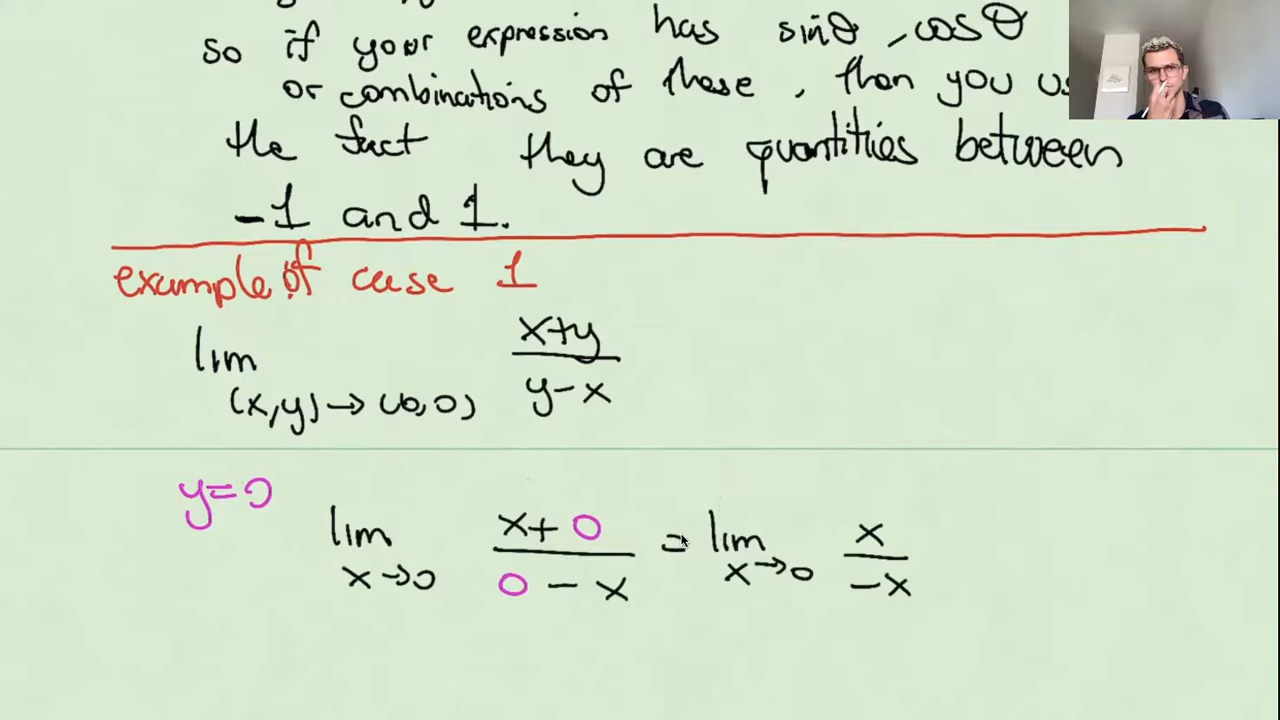 so if your expression has sinθ, cosθ
or combinations of these, then you
the fact they are quantities between
-1 and 1.
example of case 1
lim (x,y)→(0,0) x+y / y-x
y=0 lim x→0 x+0 / 0-x = lim x→0 x / -x